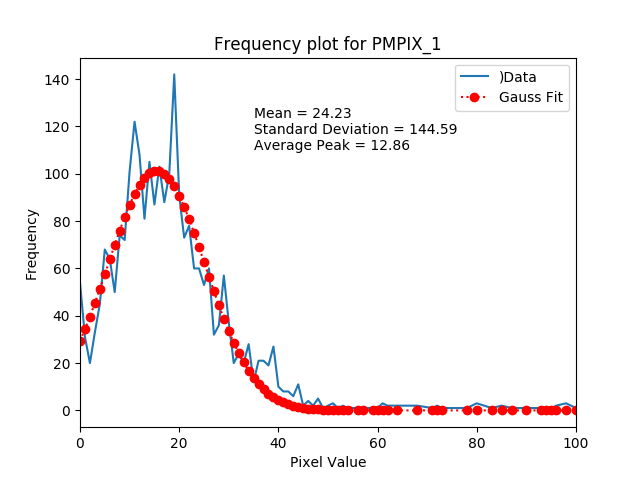 Frequency plot for PMPIX_1
)Data
Gauss Fit
Mean = 24.23
Standard Deviation = 144.59
Average Peak = 12.86
Frequency
140
120
100
80
60
40
20
0
0 20 40 60 80 100
Pixel Value